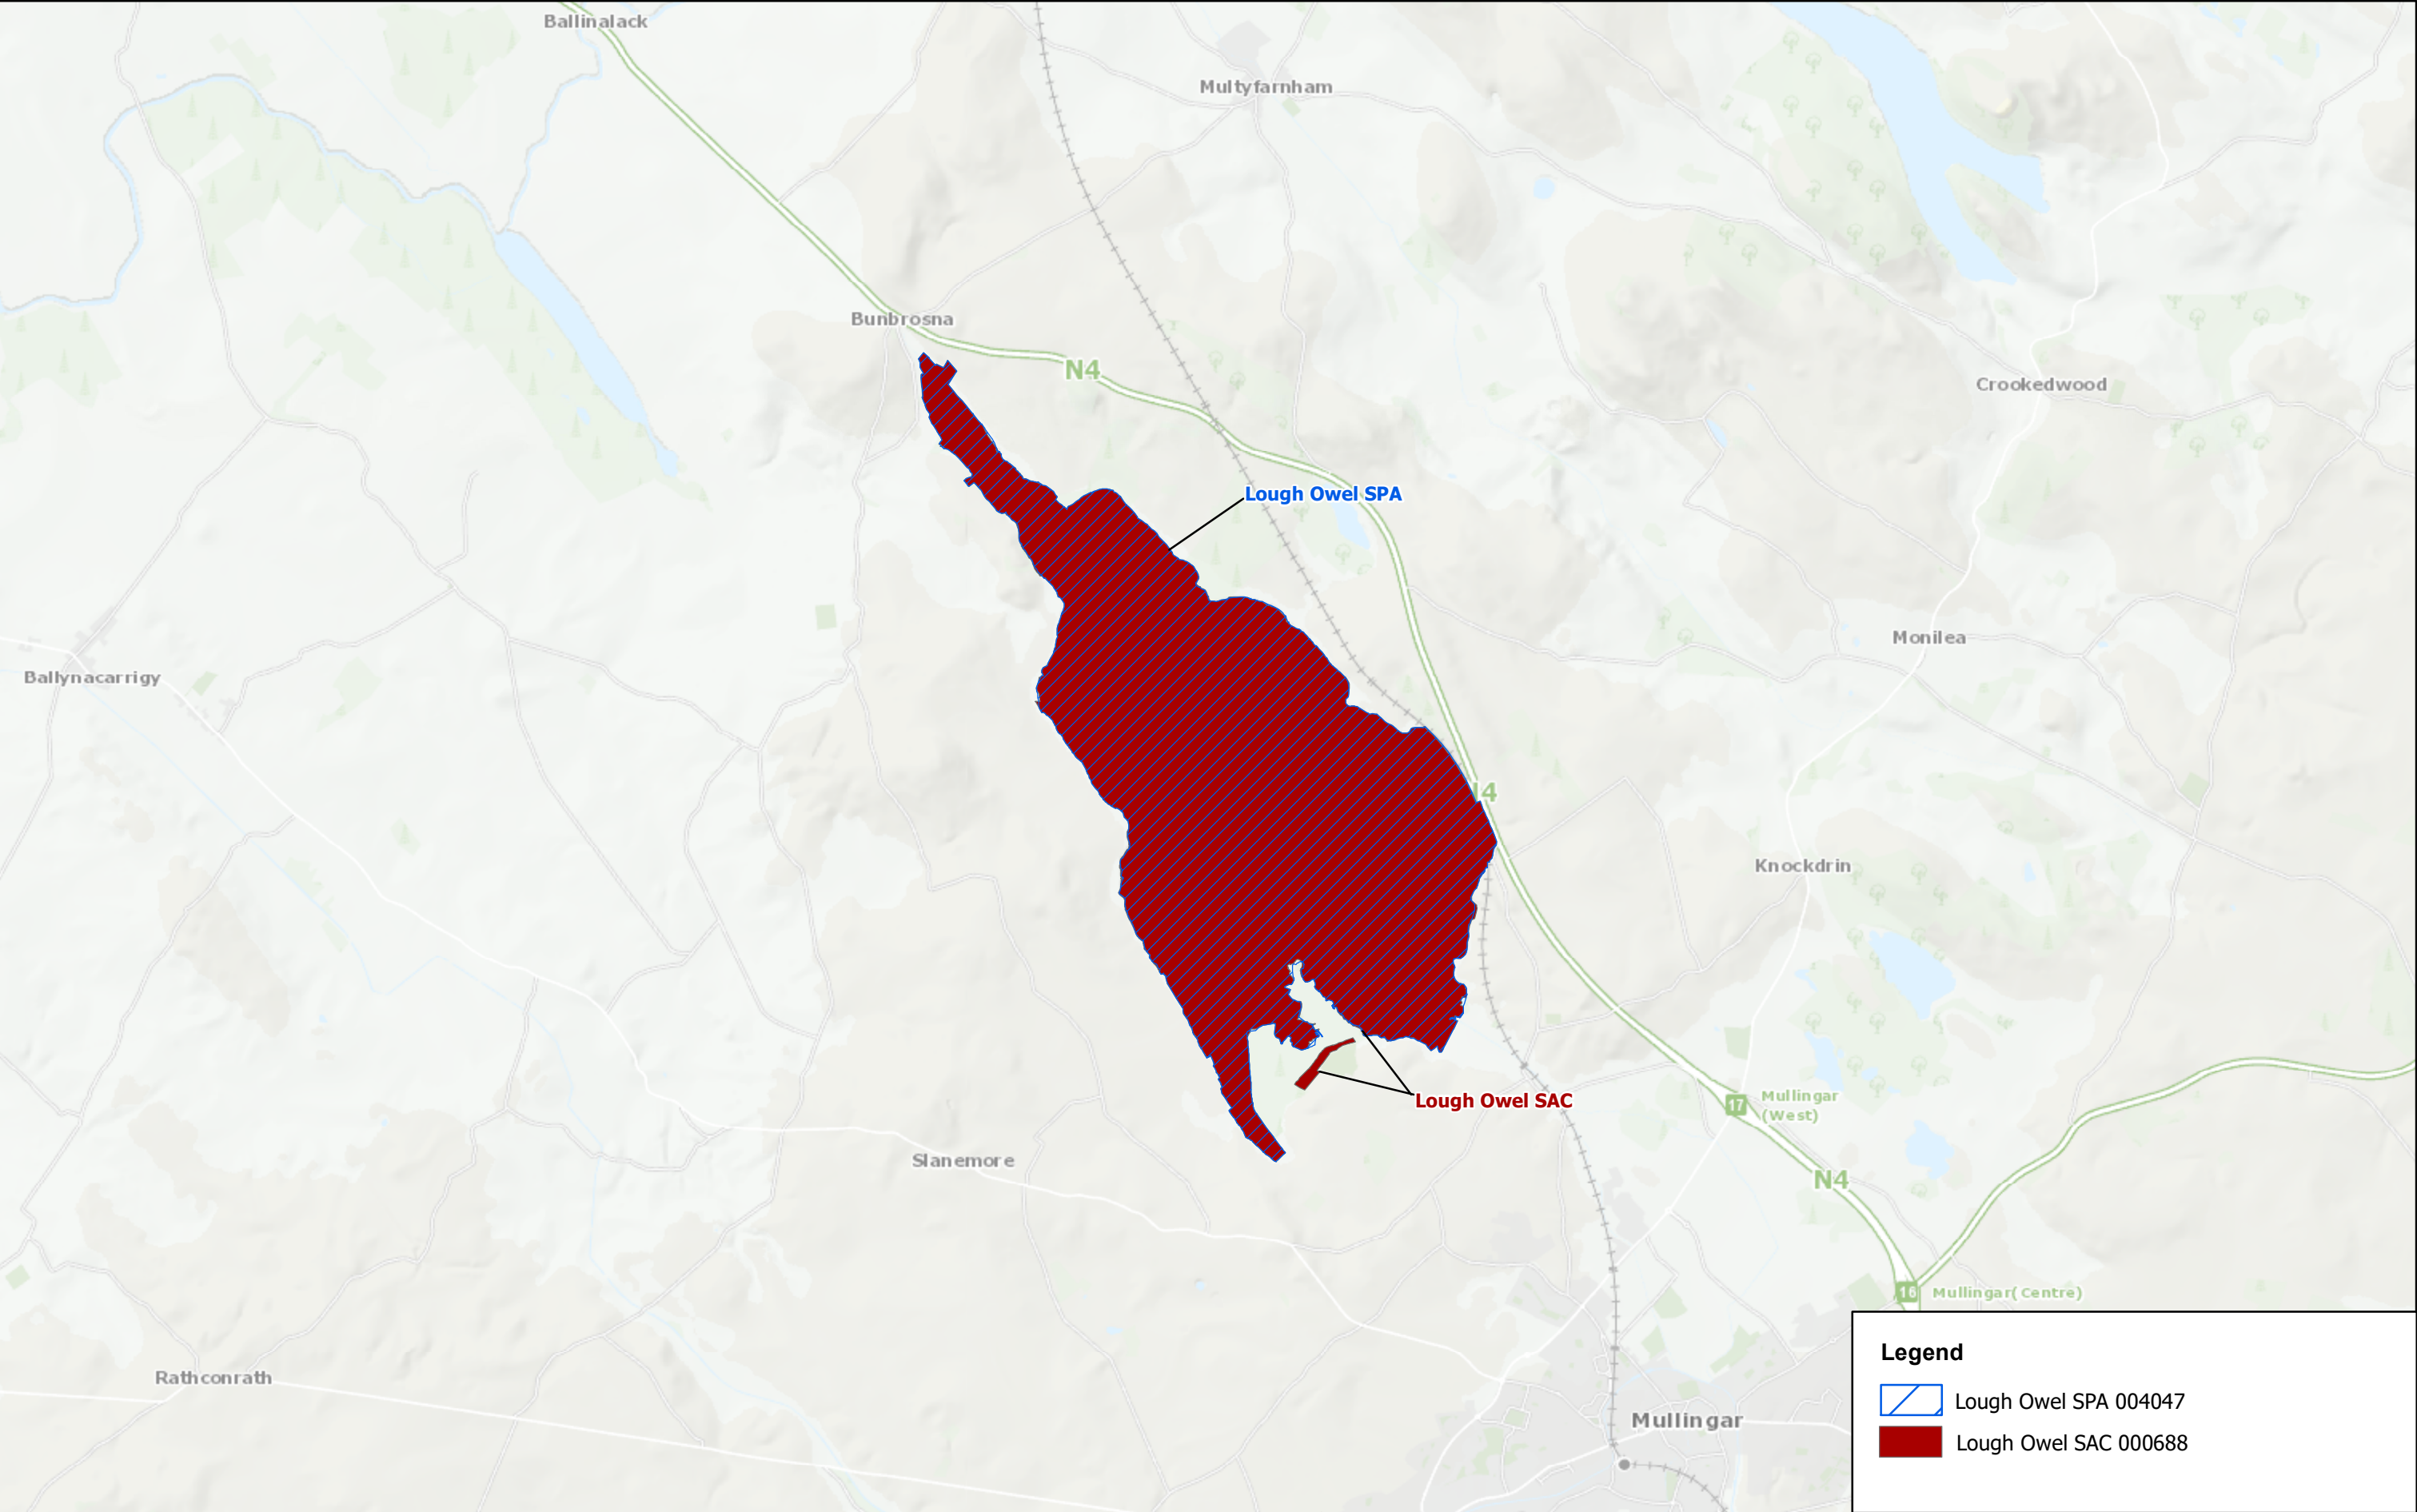 Ballinalack
Multyfarnham
Bunbrosna
N4
Crookedwood
Lough Owel SPA
Monilea
Ballynacarrigy
Knockdrin
Lough Owel SAC
17
Mullingar
(West)
Slanemore
N4
16
Mullingar(Centre)
Legend
Rathconrath
Lough Owel SPA 004047
Mullingar
Lough Owel SAC 000688